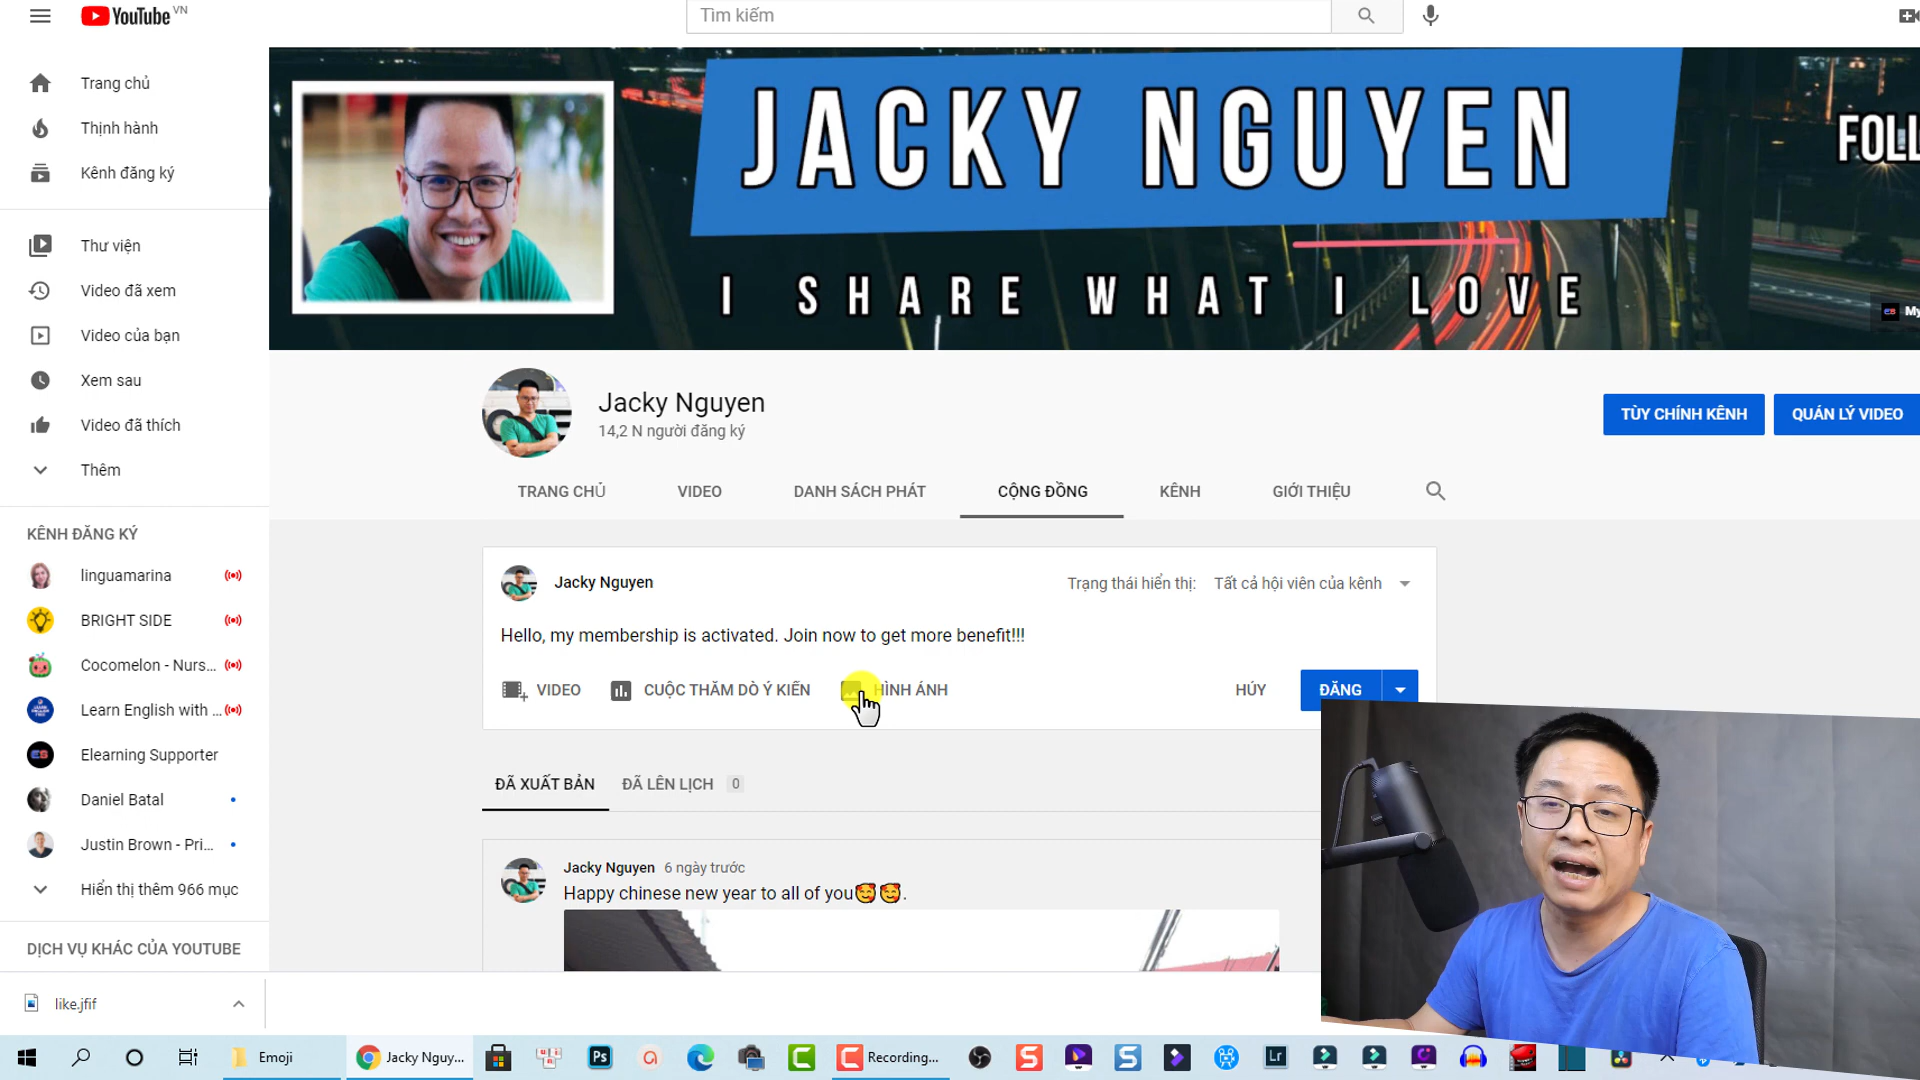 YouTube VN
Tìm kiếm
Trang chủ
Thịnh hành
Kênh đăng ký
Thư viện
Video đã xem
Video của bạn
Xem sau
Video đã thích
Thêm
KÊNH ĐĂNG KÝ
linguamarina
BRIGHT SIDE
Cocomelon - Nurs...
Learn English with ...
Elearning Supporter
Daniel Batal
Justin Brown - Pri...
Hiển thị thêm 966 mục
DỊCH VỤ KHÁC CỦA YOUTUBE
JACKY NGUYEN
I SHARE WHAT I LOVE
FOLL
My
Jacky Nguyen
14,2 N người đăng ký
TÙY CHỈNH KÊNH
QUẢN LÝ VIDEO
TRANG CHỦ
VIDEO
DANH SÁCH PHÁT
CỘNG ĐỒNG
KÊNH
GIỚI THIỆU
Jacky Nguyen
Trạng thái hiển thị: Tất cả hội viên của kênh
Hello, my membership is activated. Join now to get more benefit!!!
VIDEO
CUỘC THĂM DÒ Ý KIẾN
HÌNH ẢNH
HỦY
ĐĂNG
ĐÃ XUẤT BẢN
ĐÃ LÊN LỊCH 0
Jacky Nguyen 6 ngày trước
Happy chinese new year to all of you🥰🥰.
like.jfif
Emoji
Jacky Nguy...
Ps
Recording...
Lr